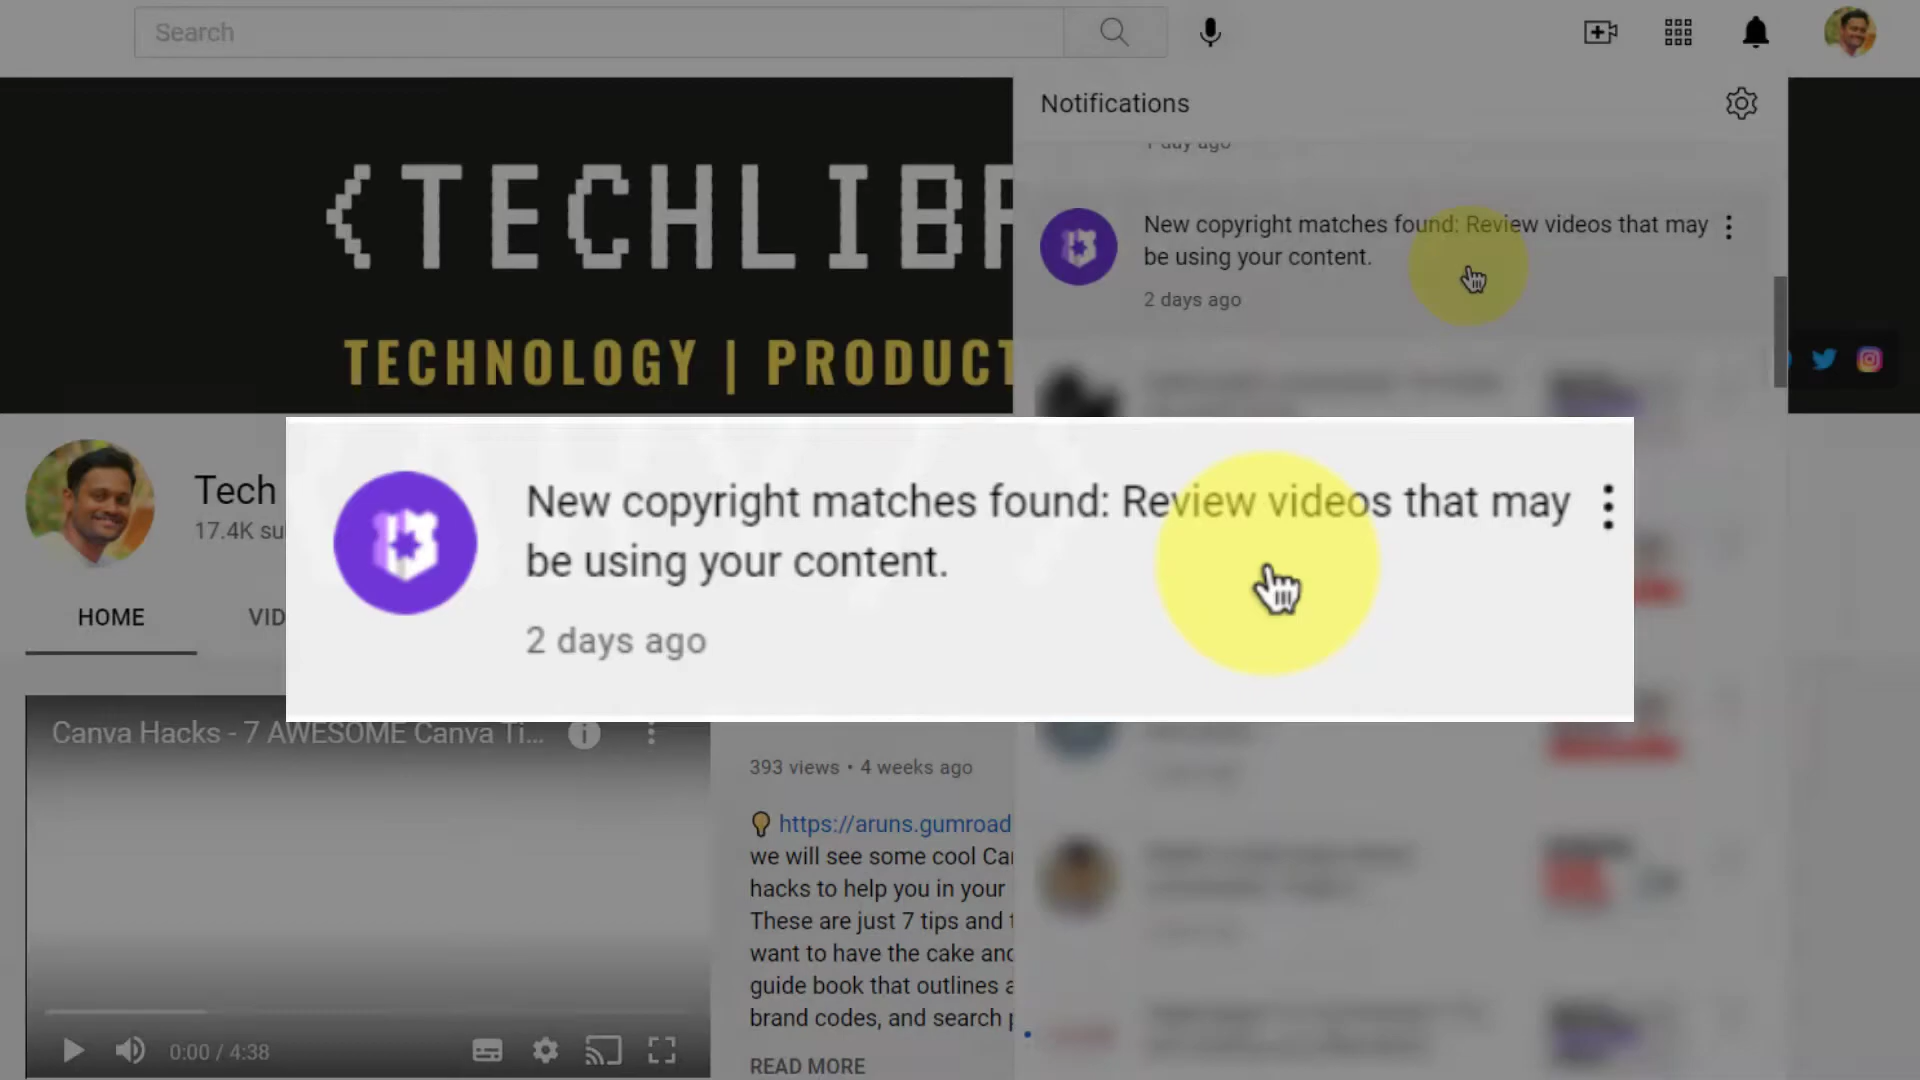 Search
Notifications
1 day ago
<TECHLIBR
TECHNOLOGY | PRODUCT
New copyright matches found: Review videos that may
be using your content.
2 days ago
New copyright matches found: Review videos that may
be using your content.
2 days ago
Tech
17.4K su
HOME
VID
Canva Hacks - 7 AWESOME Canva Ti...
0:00 / 4:38
393 views • 4 weeks ago
https://aruns.gumroad
we will see some cool Car
hacks to help you in your
These are just 7 tips and t
want to have the cake and
guide book that outlines a
brand codes, and search p
READ MORE